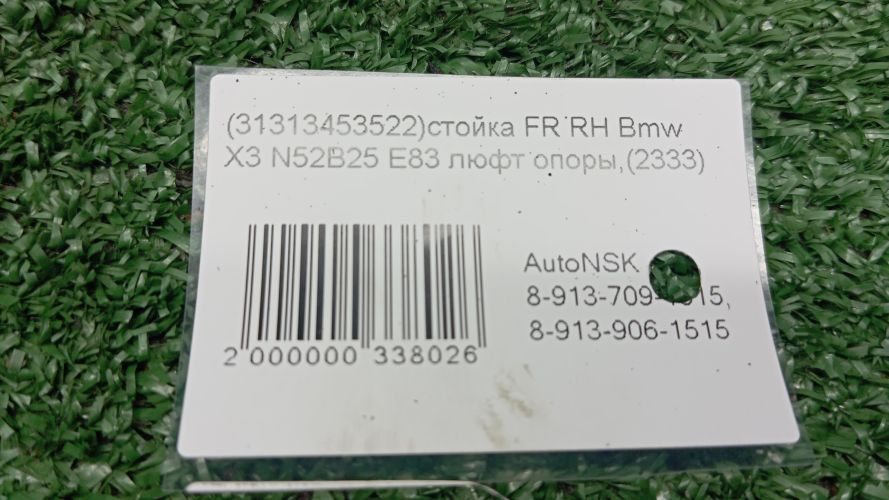 (31313453522)стойка FR RH Bmw
X3 N52B25 E83 люфт опоры,(2333)
AutoNSK
8-913-709-1515,
8-913-906-1515
2 000000 338026